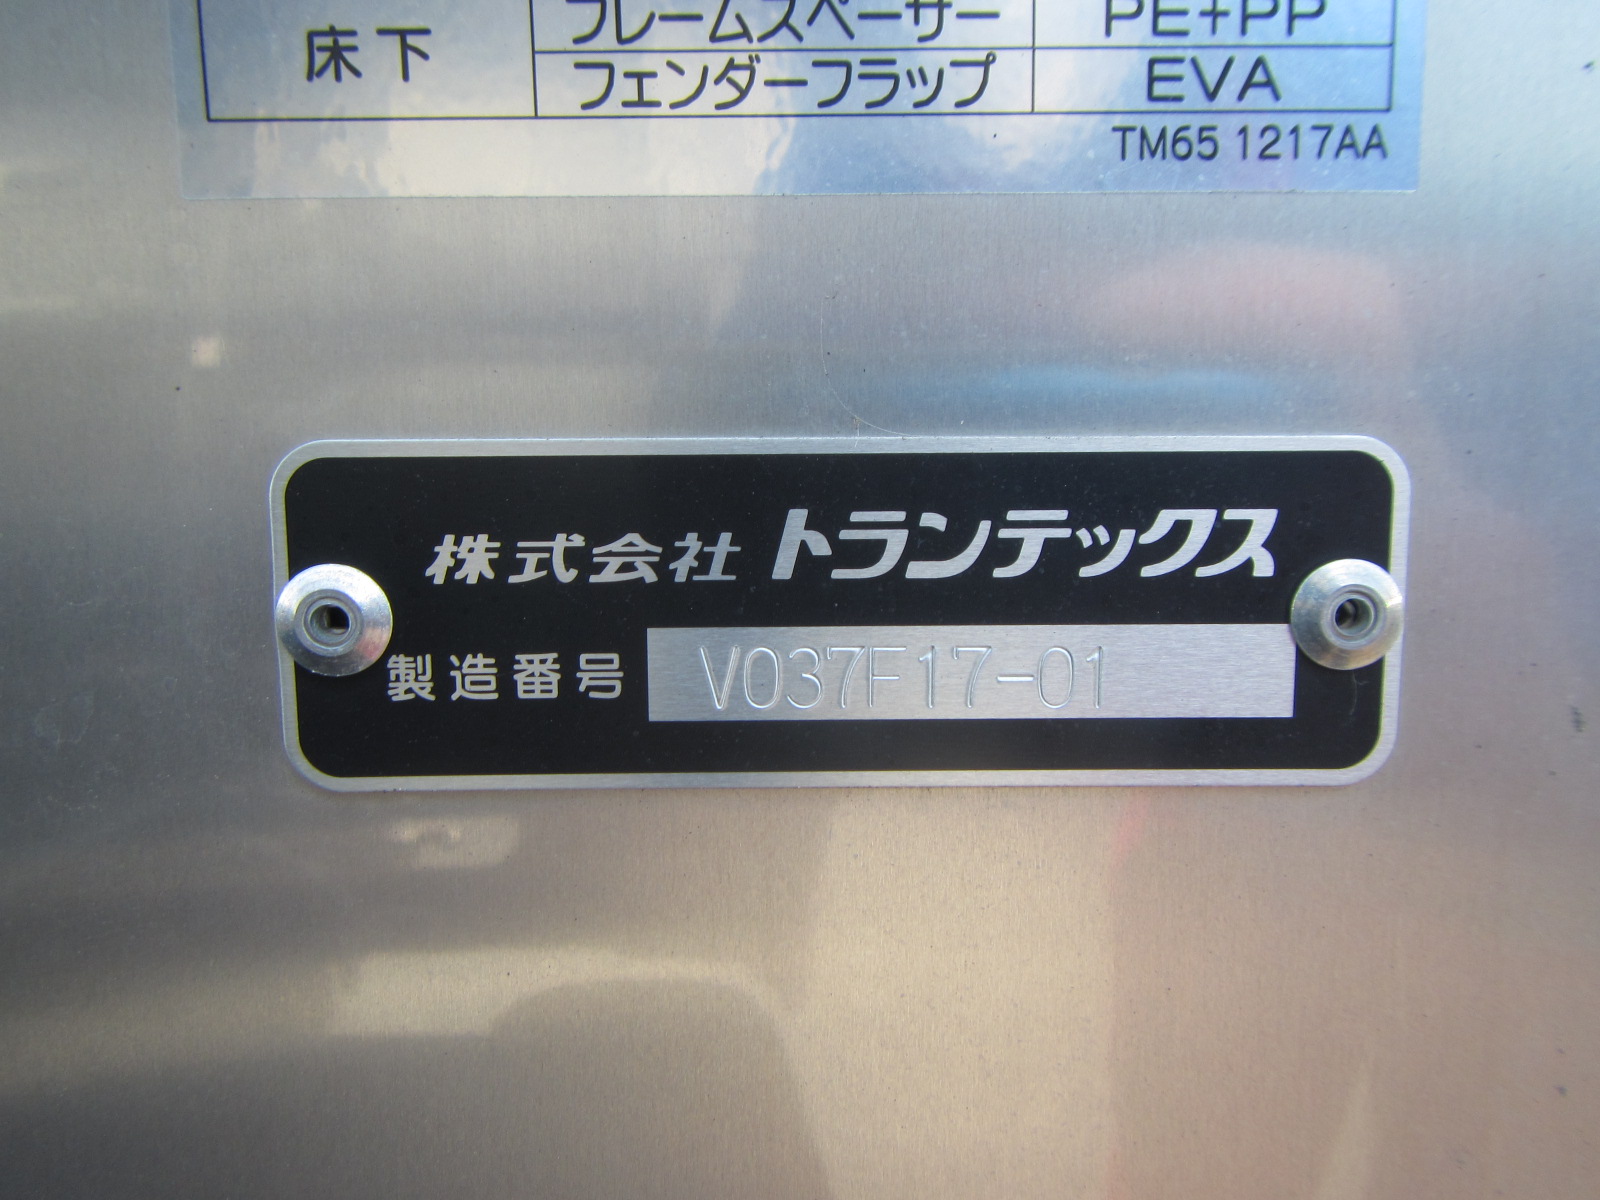 床下
フレームスペーサー PE+PP
フェンダーフラップ EVA
TM65 1217AA
株式会社 トランテックス
製造番号 V037F17-01